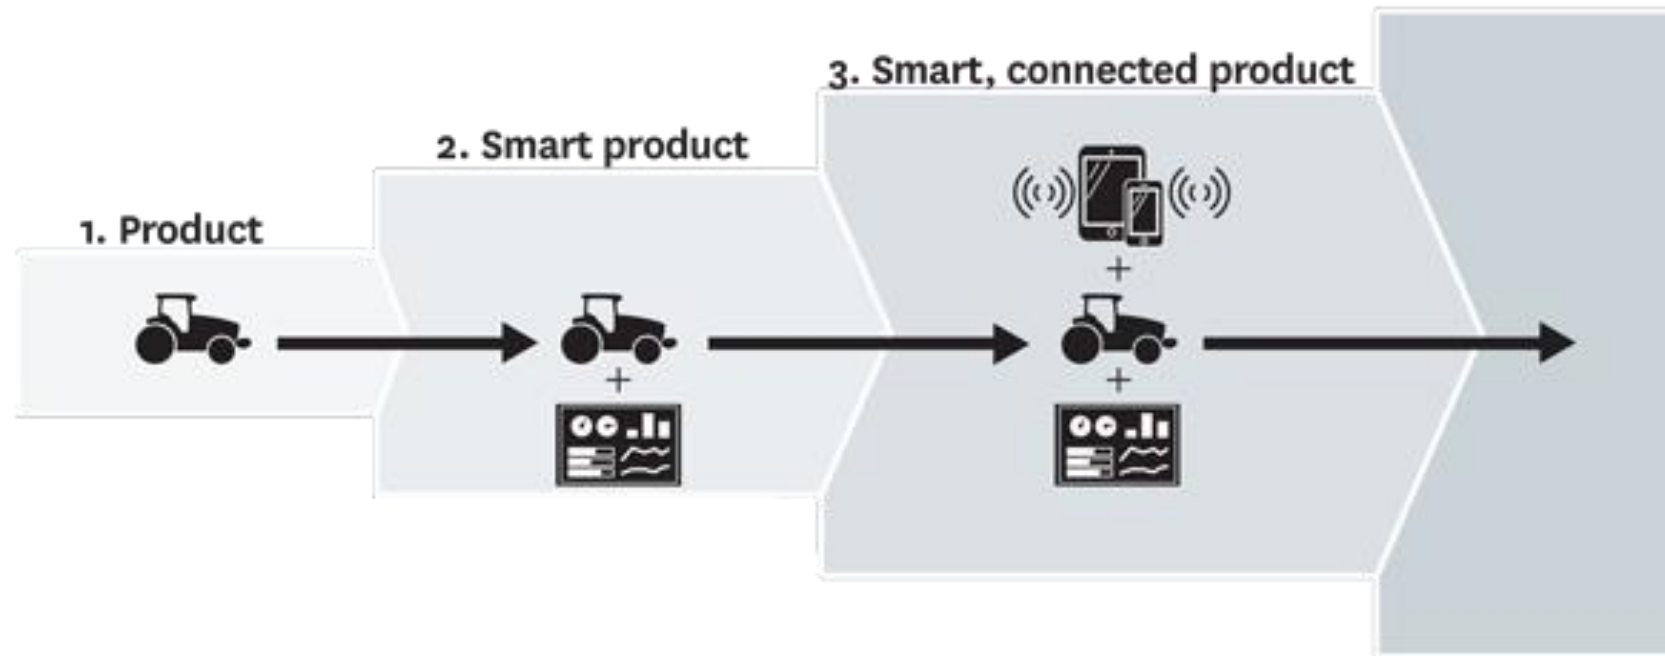 1. Product
2. Smart product
3. Smart, connected product